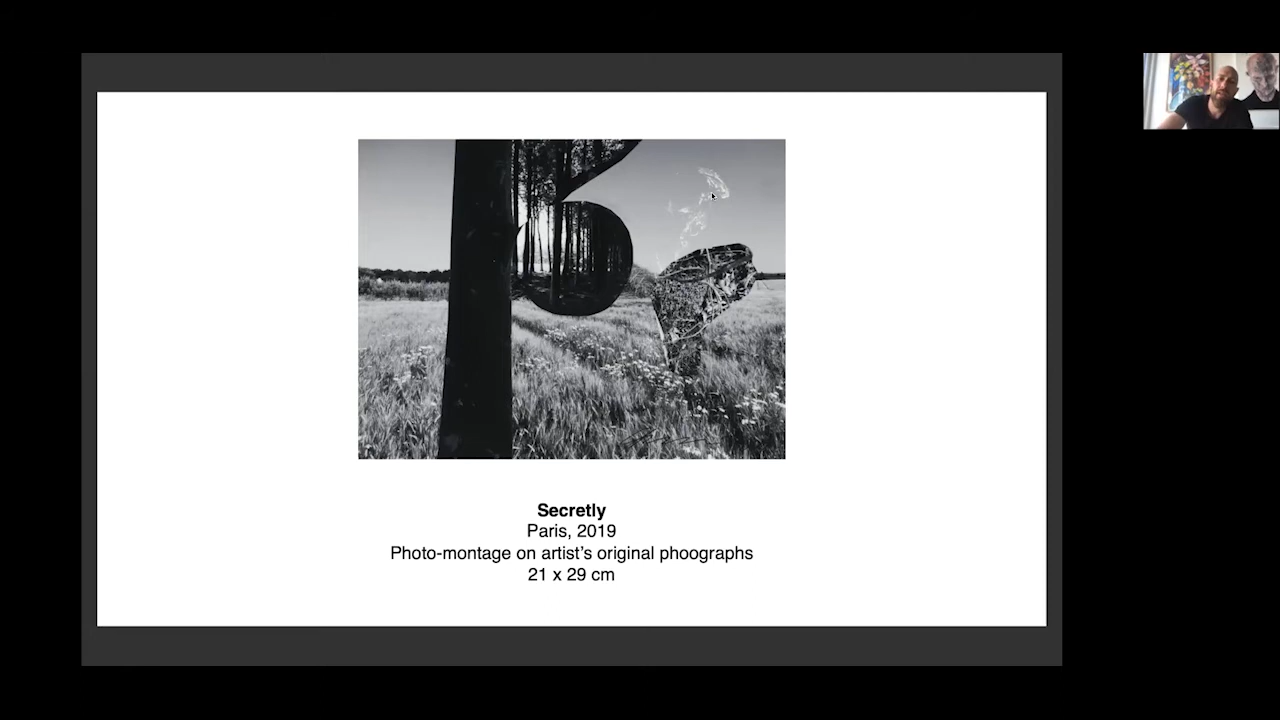 Secretly
Paris, 2019
Photo-montage on artist’s original phoographs
21 x 29 cm